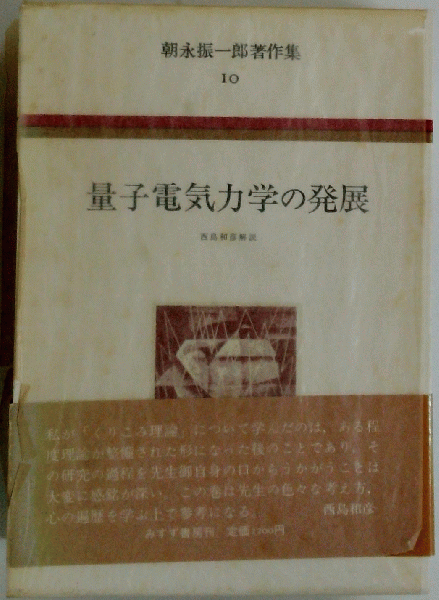 朝永振一郎著作集
10
量子電気力学の発展
西島和彦解説
私が「くりこみ理論」について学んだのは、ある程
度理論が整備された形になった後のことであり、そ
の研究の過程を先生御自身の口からうかがうことは
大変に感銘が深い。この巻は先生の色々な考え方、
心の遍歴を学ぶ上で参考になる。 西島和彦
みすず書房刊 定価1700円